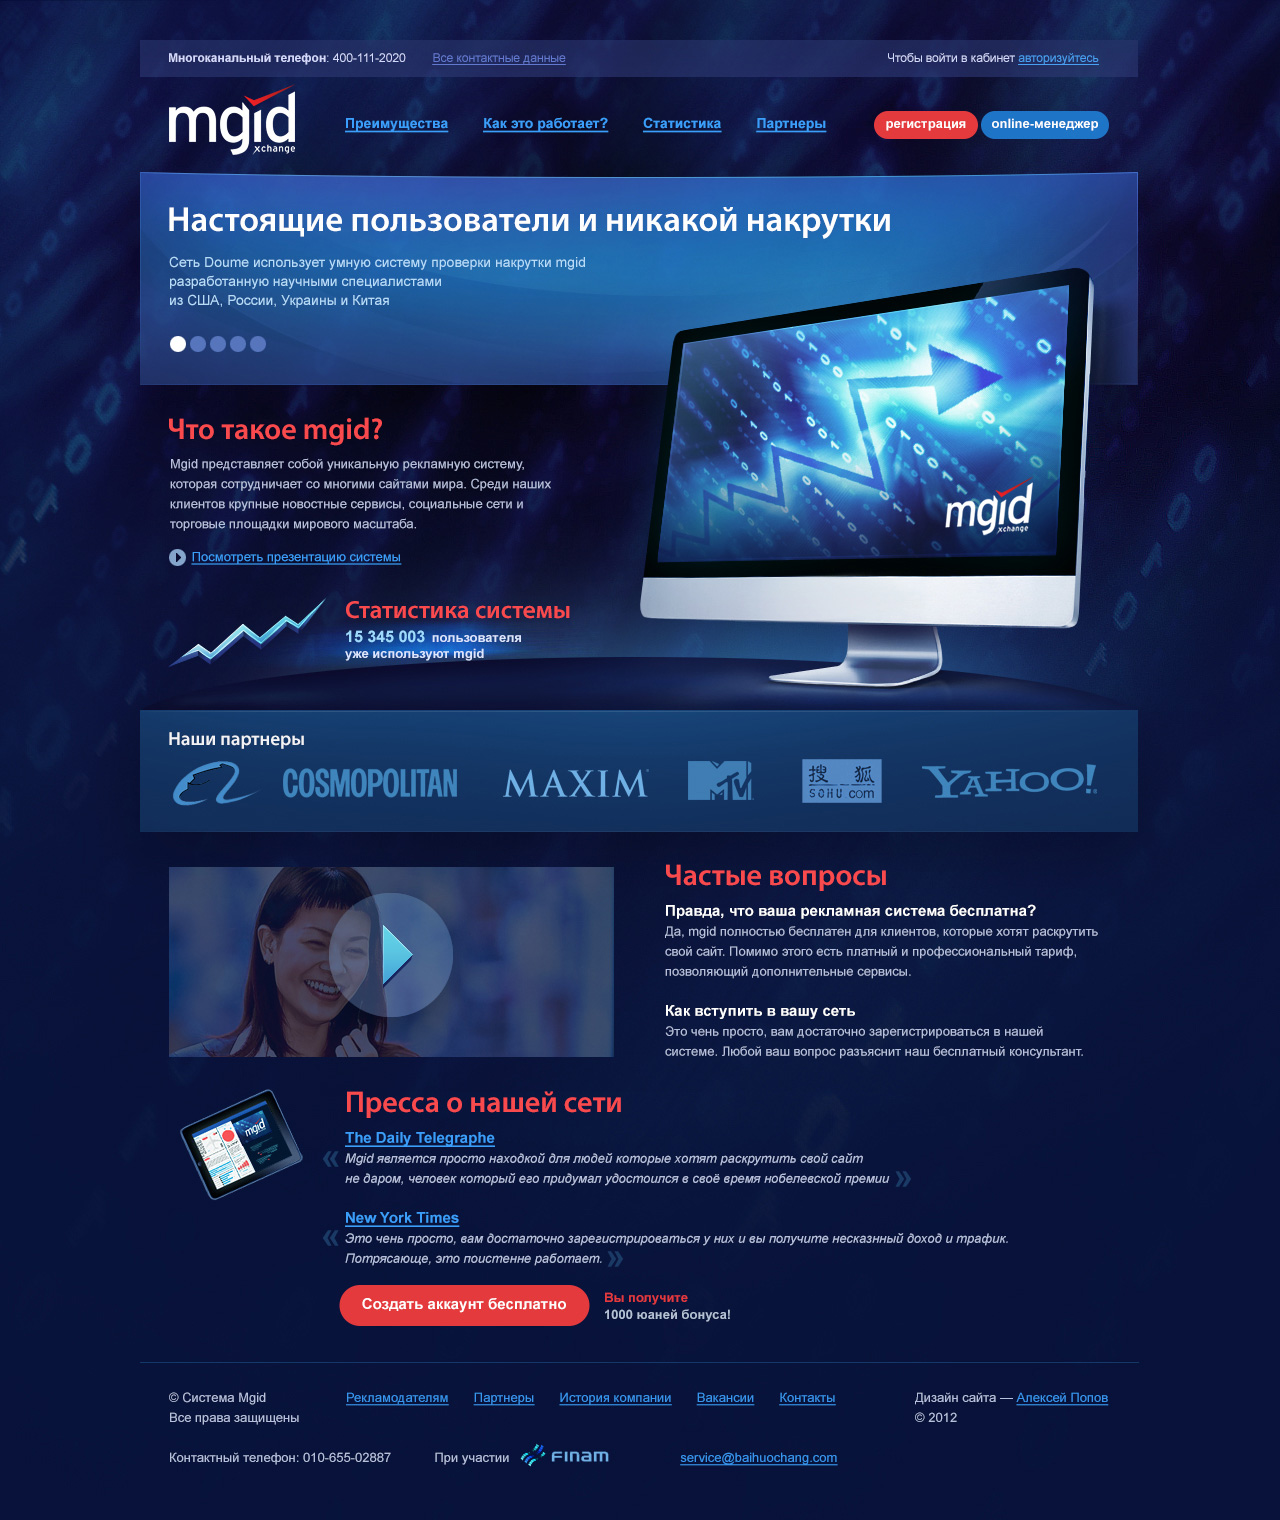 Многоканальный телефон: 400-111-2020 Все контактные данные Чтобы войти в кабинет авторизуйтесь
mgid
xchange
Преимущества Как это работает? Статистика Партнеры регистрация online-менеджер
Настоящие пользователи и никакой накрутки
Сеть Doume использует умную систему проверки накрутки mgid
разработанную научными специалистами
из США, России, Украины и Китая
Что такое mgid?
Mgid представляет собой уникальную рекламную систему,
которая сотрудничает со многими сайтами мира. Среди наших
клиентов крупные новостные сервисы, социальные сети и
торговые площадки мирового масштаба.
Посмотреть презентацию системы
mgid
xchange
Статистика системы
15 345 003 пользователя
уже используют mgid
Наши партнеры
COSMOPOLITAN MAXIM MTV 搜狐 SOHU.com YAHOO!
Частые вопросы
Правда, что ваша рекламная система бесплатна?
Да, mgid полностью бесплатен для клиентов, которые хотят раскрутить
свой сайт. Помимо этого есть платный и профессиональный тариф,
позволяющий дополнительные сервисы.
Как вступить в вашу сеть
Это чень просто, вам достаточно зарегистрироваться в нашей
системе. Любой ваш вопрос разъяснит наш бесплатный консультант.
mgid
Пресса о нашей сети
The Daily Telegraphe
« Mgid является просто находкой для людей которые хотят раскрутить свой сайт
не даром, человек который его придумал удостоился в своё время нобелевской премии »
New York Times
« Это чень просто, вам достаточно зарегистрироваться у них и вы получите несказнный доход и трафик.
Потрясающе, это поистенне работает. »
Создать аккаунт бесплатно
Вы получите
1000 юаней бонуса!
© Система Mgid Рекламодателям Партнеры История компании Вакансии Контакты Дизайн сайта — Алексей Попов
Все права защищены © 2012
Контактный телефон: 010-655-02887 При участии FINAM service@baihuochang.com